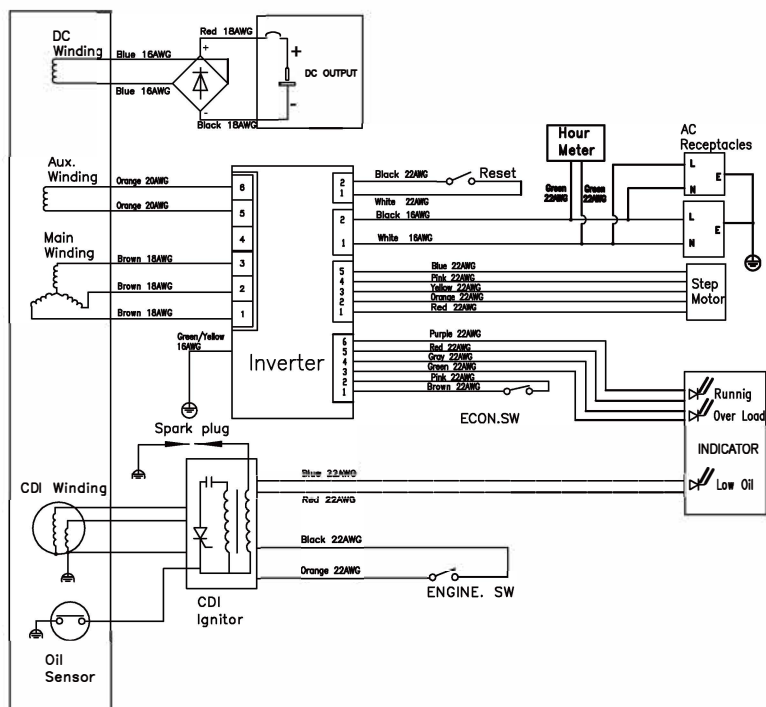 DC
Winding
Blue 16AWG
Blue 16AWG
Red 18AWG
+
-
Black 18AWG
+
DC OUTPUT
-
Aux.
Winding
Orange 20AWG
Orange 20AWG
Main
Winding
Brown 18AWG
Brown 18AWG
Brown 18AWG
Green/Yellow
16AWG
6
5
4
3
2
1
Inverter
2
1
2
1
5
4
3
2
1
6
5
4
3
2
1
Black 22AWG
Reset
White 22AWG
Black 16AWG
White 16AWG
Hour
Meter
Green
22AWG
Green
22AWG
AC
Receptacles
L
E
N
L
E
N
Blue 22AWG
Pink 22AWG
Yellow 22AWG
Orange 22AWG
Red 22AWG
Step
Motor
Purple 22AWG
Red 22AWG
Gray 22AWG
Green 22AWG
Pink 22AWG
Brown 22AWG
ECON.SW
Runnig
Over Load
INDICATOR
Low Oil
Spark plug
CDI Winding
Blue 22AWG
Red 22AWG
Black 22AWG
Orange 22AWG
ENGINE. SW
CDI
Ignitor
Oil
Sensor